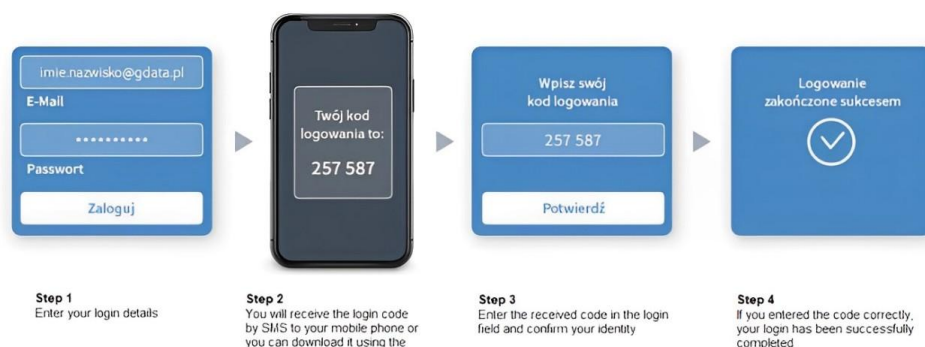 imie.nazwisko@gdata.pl
E-Mail
••••••••••
Passwort
Zaloguj
Twój kod
logowania to:
257 587
Wpisz swój
kod logowania
257 587
Potwierdź
Logowanie
zakończone sukcesem
Step 1
Enter your login details
Step 2
You will receive the login code
by SMS to your mobile phone or
you can download it using the
Step 3
Enter the received code in the login
field and confirm your identity
Step 4
If you entered the code correctly,
your login has been successfully
completed